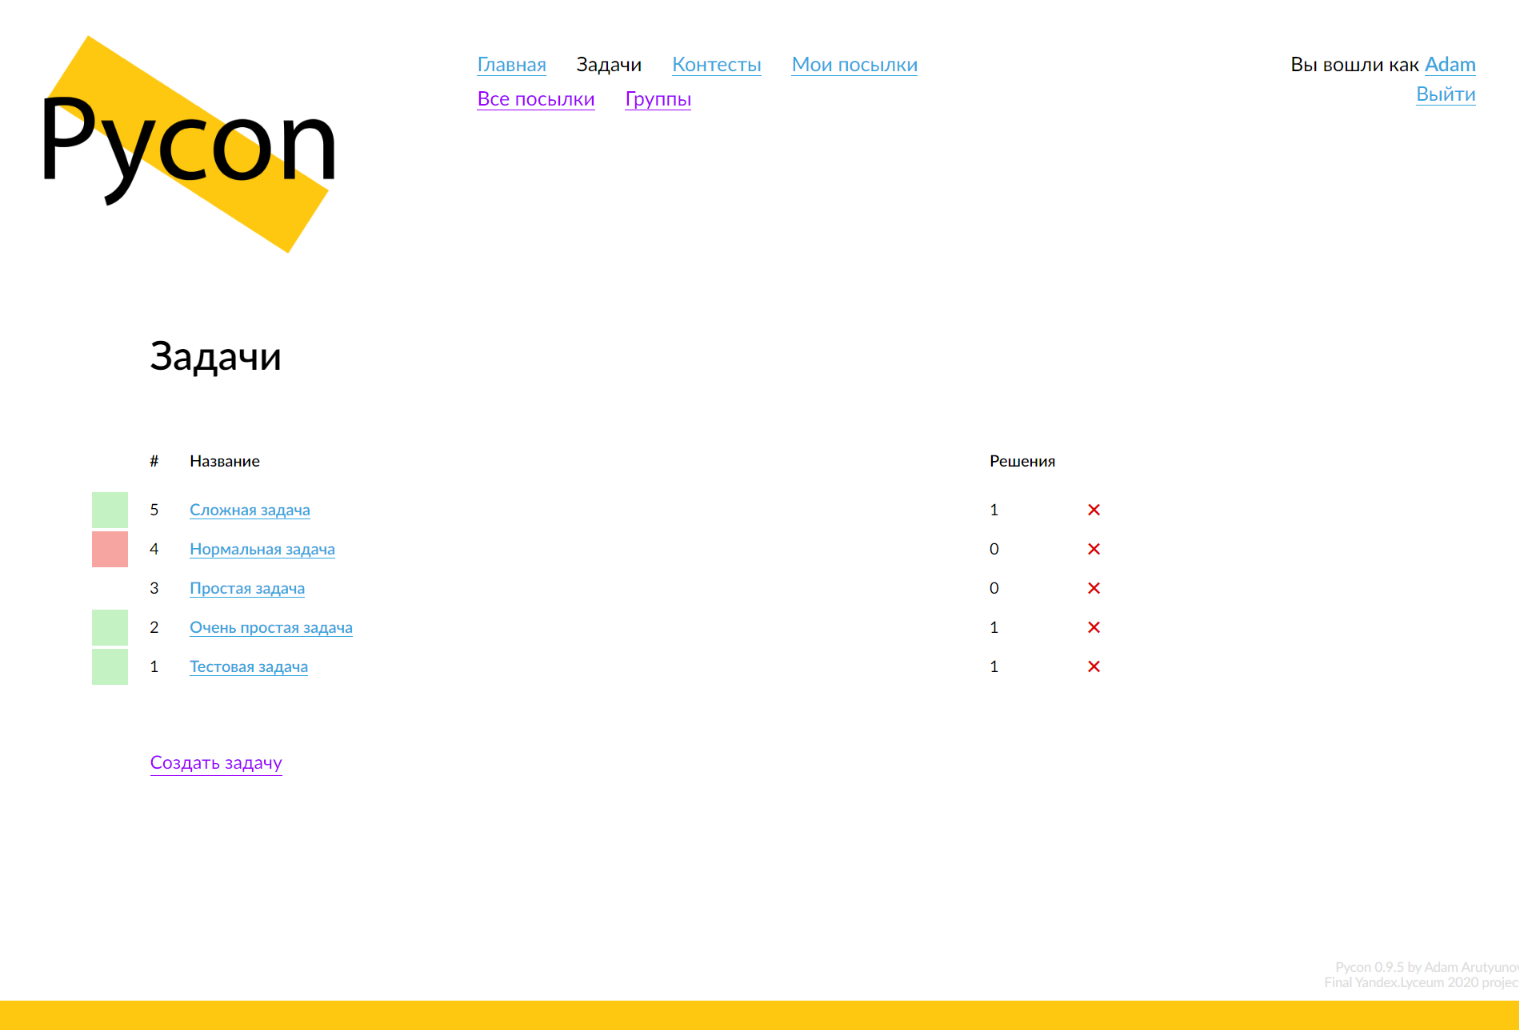 Pycon
Главная Задачи Контесты Мои посылки
Все посылки Группы
Вы вошли как Adam
Выйти
Задачи
# Название Решения
5 Сложная задача 1 ✕
4 Нормальная задача 0 ✕
3 Простая задача 0 ✕
2 Очень простая задача 1 ✕
1 Тестовая задача 1 ✕
Создать задачу
Pycon 0.9.5 by Adam Arutyunov
Final Yandex.Lyceum 2020 projec